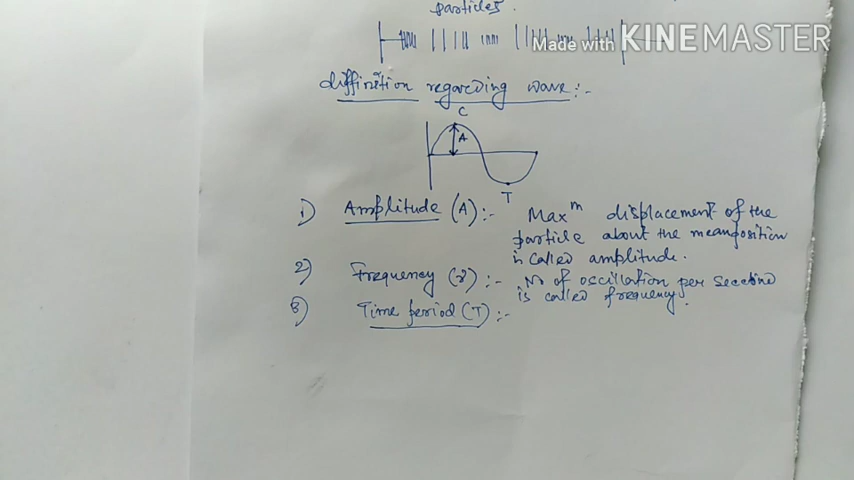 particles.
Made with KINEMASTER
diffinition regarding wave:-
C
A
T
1) Amplitude (A):- Max^m displacement of the
particle about the meanposition
is called amplitude.
2) Frequency (ν):- No of oscillation per second
is called frequency.
3) Time period (T):-